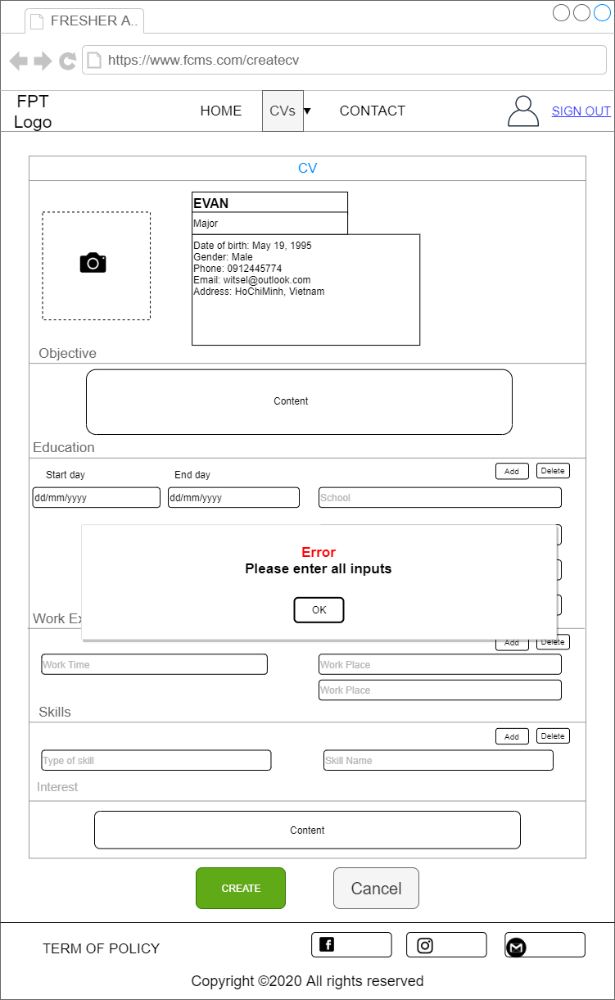 FRESHER A..
https://www.fcms.com/createcv
FPT
Logo
HOME
CVs
CONTACT
SIGN OUT
CV
EVAN
Major
Date of birth: May 19, 1995
Gender: Male
Phone: 0912445774
Email: witsel@outlook.com
Address: HoChiMinh, Vietnam
Objective
Content
Education
Start day
End day
Add
Delete
dd/mm/yyyy
dd/mm/yyyy
School
Error
Please enter all inputs
OK
Work Ex
Add
Delete
Work Time
Work Place
Work Place
Skills
Add
Delete
Type of skill
Skill Name
Interest
Content
CREATE
Cancel
TERM OF POLICY
Copyright ©2020 All rights reserved